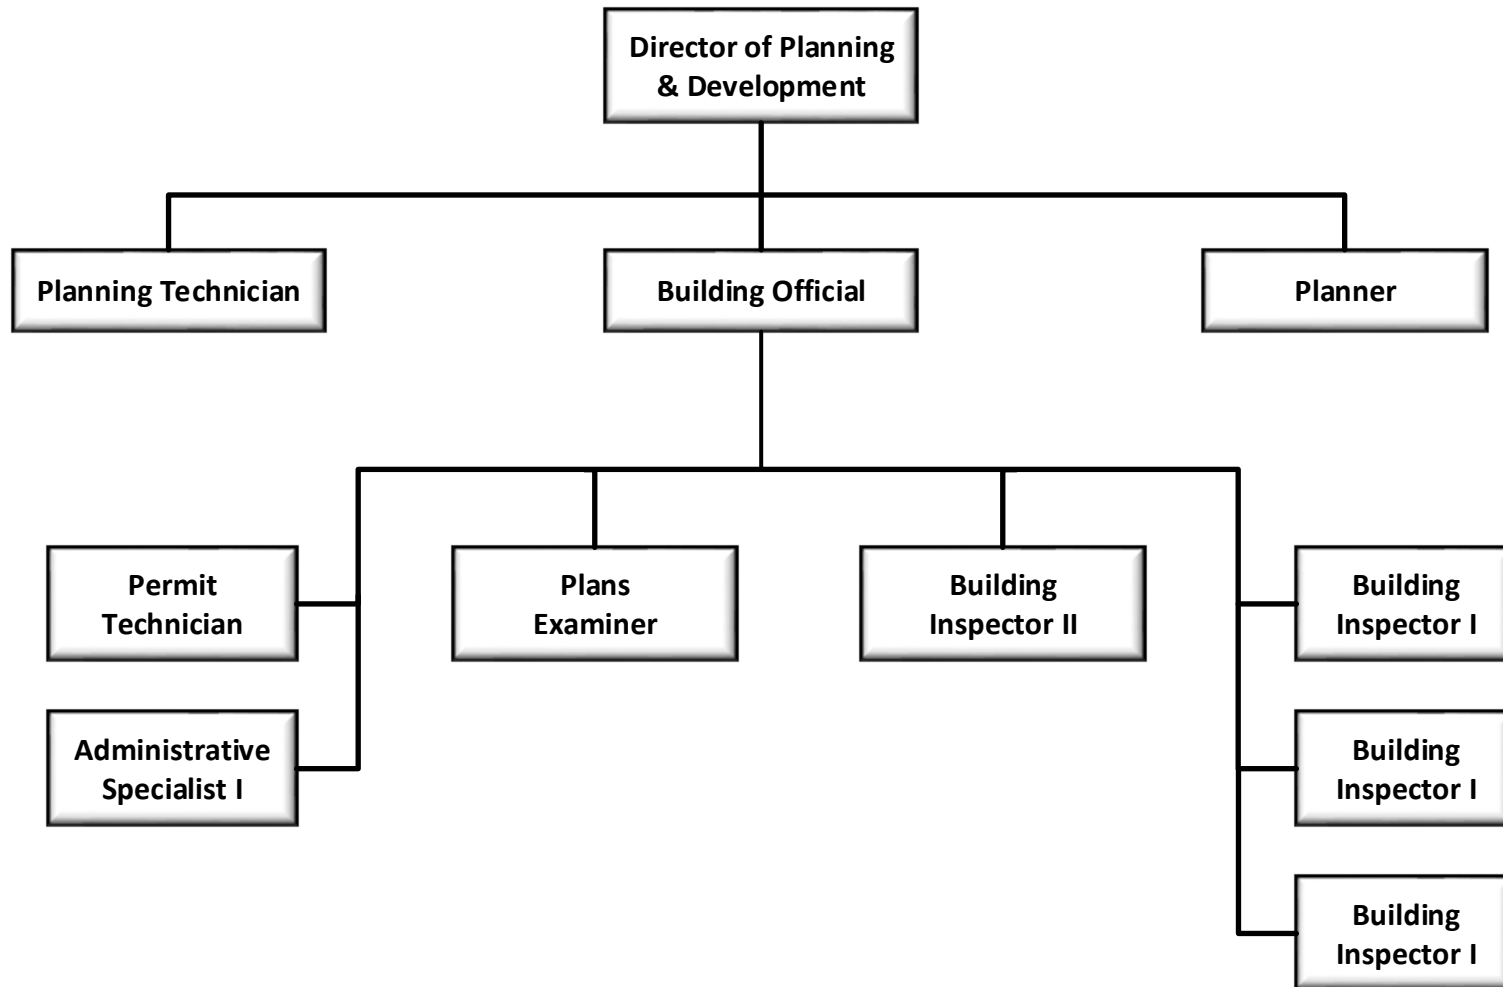 Director of Planning
& Development
Planning Technician
Building Official
Planner
Permit
Technician
Plans
Examiner
Building
Inspector II
Building
Inspector I
Administrative
Specialist I
Building
Inspector I
Building
Inspector I